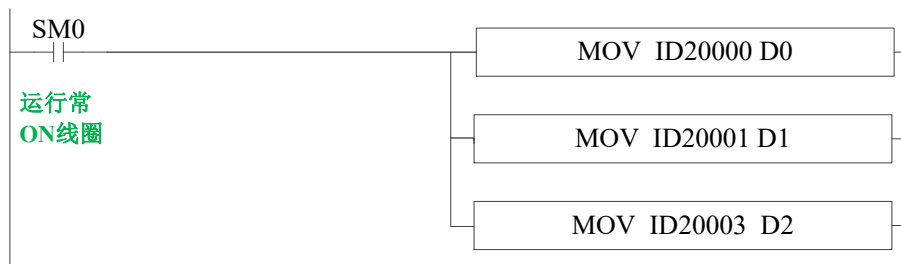 SM0
MOV ID20000 D0
运行常
ON线圈
MOV ID20001 D1
MOV ID20003 D2